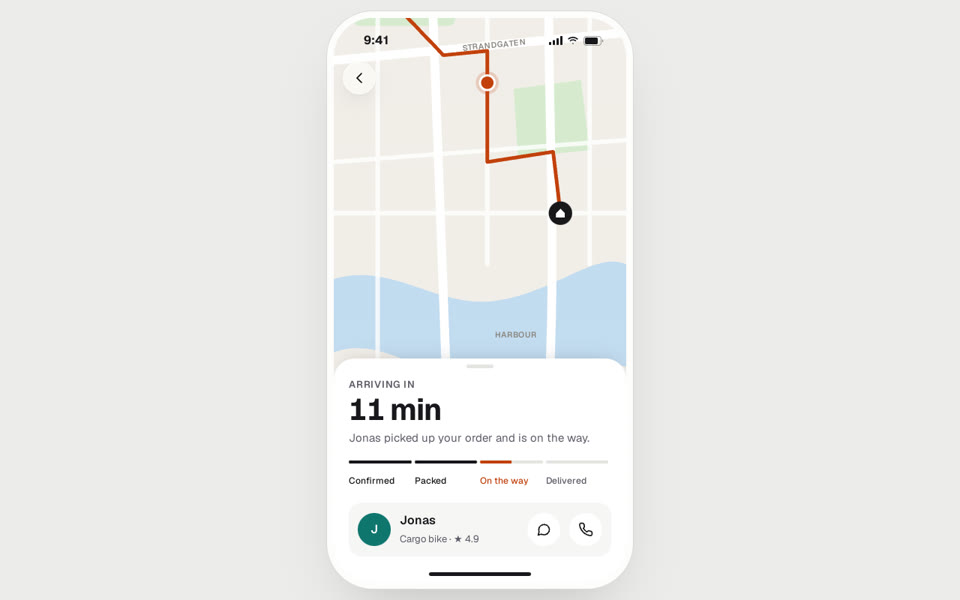 9:41
STRANDGATEN
HARBOUR
ARRIVING IN
11 min
Jonas picked up your order and is on the way.
Confirmed Packed On the way Delivered
J
Jonas
Cargo bike · ★ 4.9